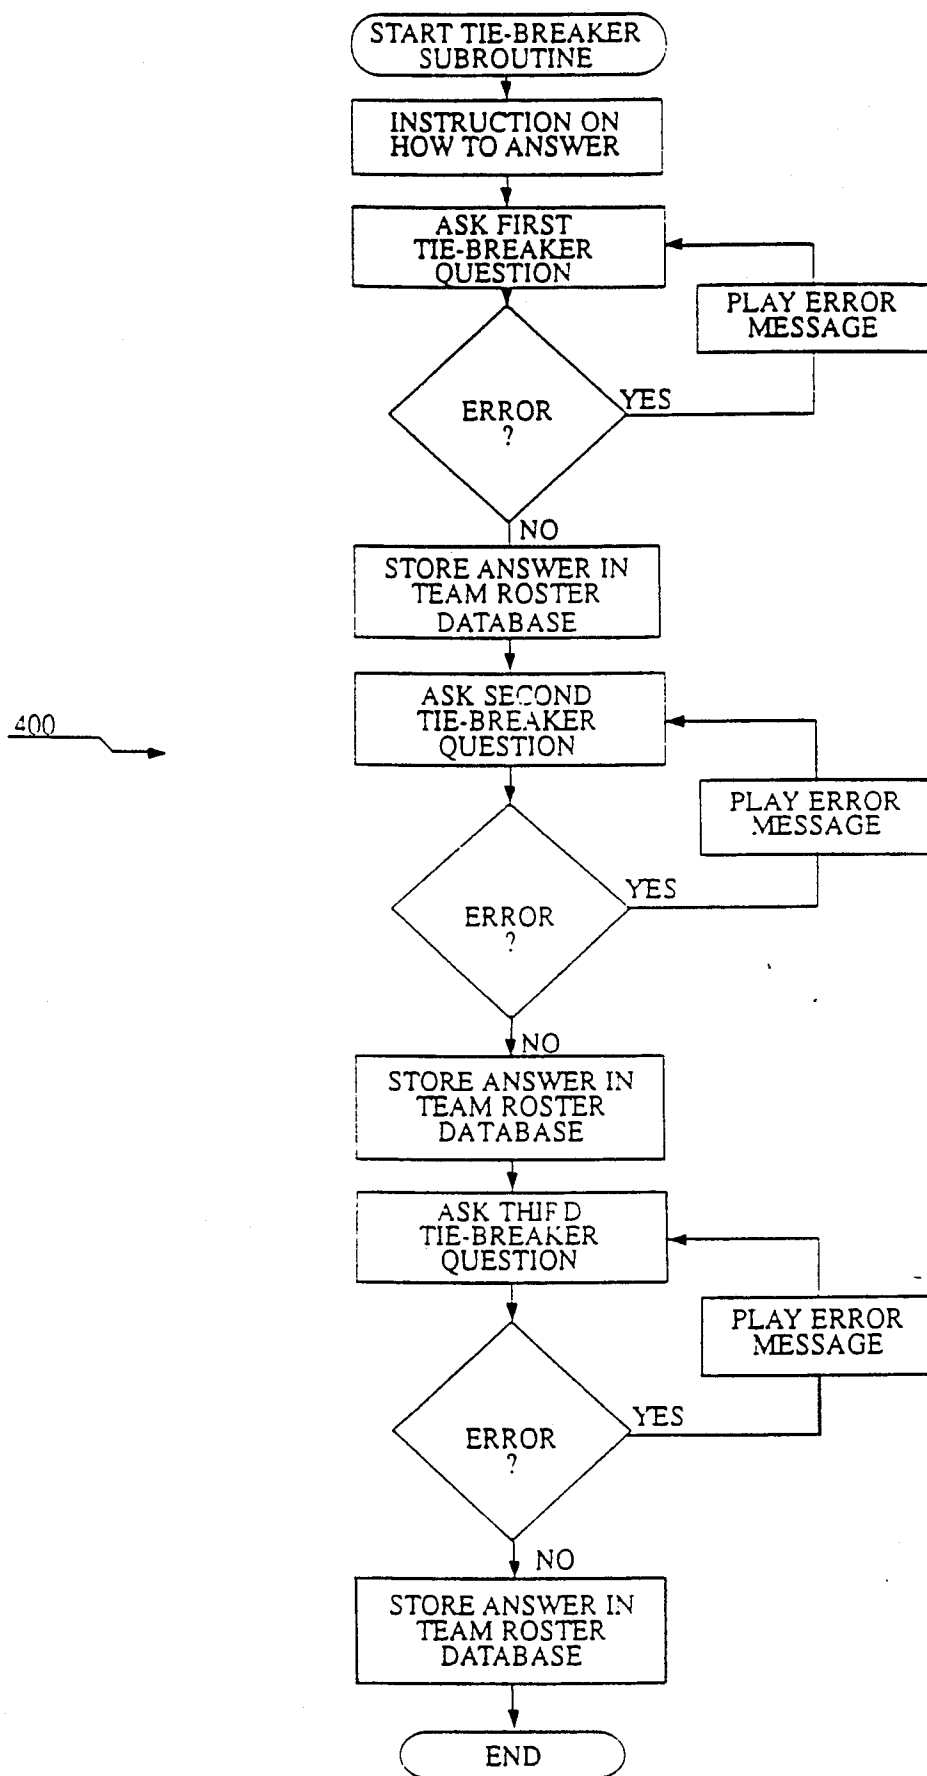 START TIE-BREAKER
SUBROUTINE
INSTRUCTION ON
HOW TO ANSWER
ASK FIRST
TIE-BREAKER
QUESTION
PLAY ERROR
MESSAGE
YES
ERROR
?
NO
STORE ANSWER IN
TEAM ROSTER
DATABASE
ASK SECOND
TIE-BREAKER
QUESTION
400
PLAY ERROR
MESSAGE
YES
ERROR
?
NO
STORE ANSWER IN
TEAM ROSTER
DATABASE
ASK THIRD
TIE-BREAKER
QUESTION
PLAY ERROR
MESSAGE
YES
ERROR
?
NO
STORE ANSWER IN
TEAM ROSTER
DATABASE
END